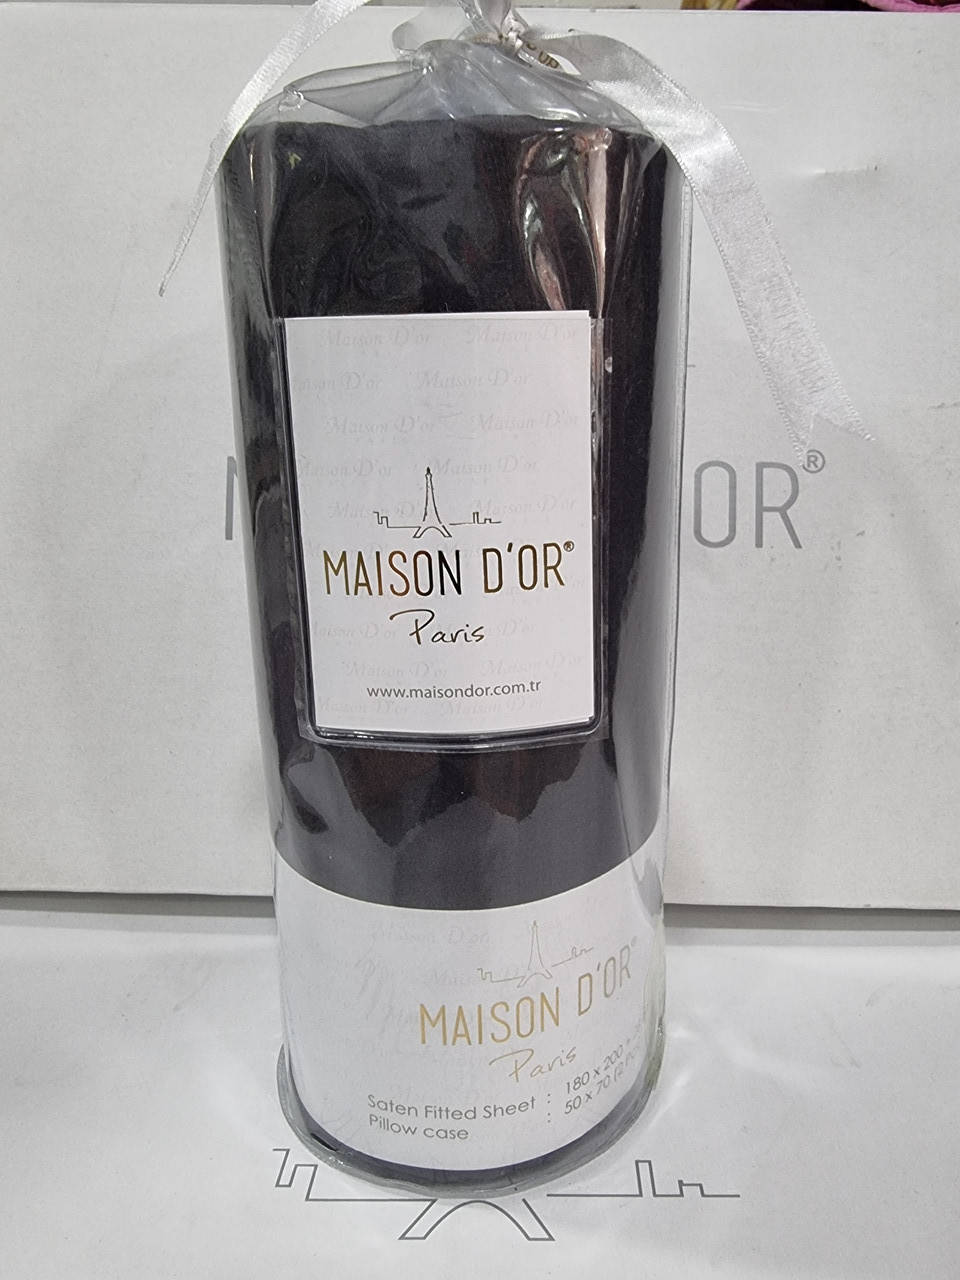 MAISON D'OR®
Paris
www.maisondor.com.tr
MAISON D'OR®
Paris
Saten Fitted Sheet : 180 x 200
Pillow case : 50 x 70
OR®